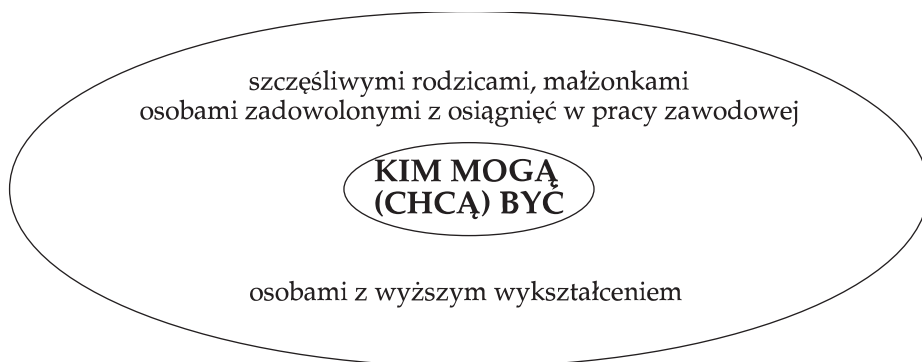 szczęśliwymi rodzicami, małżonkami
osobami zadowolonymi z osiągnięć w pracy zawodowej
KIM MOGĄ
(CHCĄ) BYĆ
osobami z wyższym wykształceniem